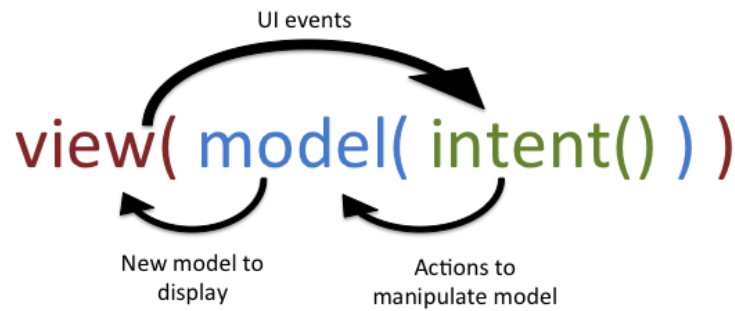 UI events
view( model( intent() ) )
New model to
display
Actions to
manipulate model